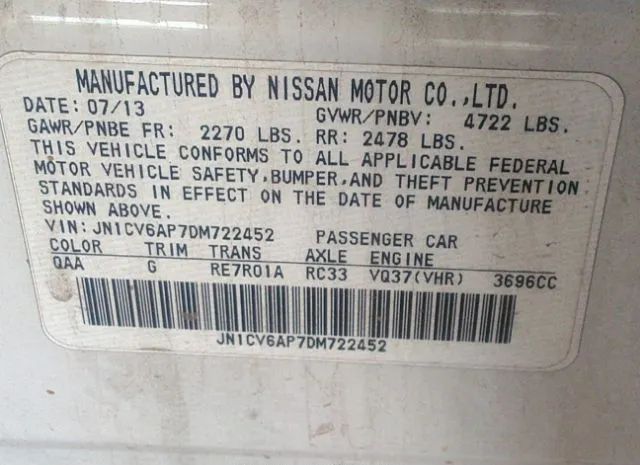 MANUFACTURED BY NISSAN MOTOR CO.,LTD.
DATE: 07/13 GVWR/PNBV: 4722 LBS.
GAWR/PNBE FR: 2270 LBS. RR: 2478 LBS.
THIS VEHICLE CONFORMS TO ALL APPLICABLE FEDERAL
MOTOR VEHICLE SAFETY,BUMPER,AND THEFT PREVENTION
STANDARDS IN EFFECT ON THE DATE OF MANUFACTURE
SHOWN ABOVE.
VIN: JN1CV6AP7DM722452 PASSENGER CAR
COLOR TRIM TRANS AXLE ENGINE
QAA G RE7R01A RC33 VQ37(VHR) 3696CC
JN1CV6AP7DM722452